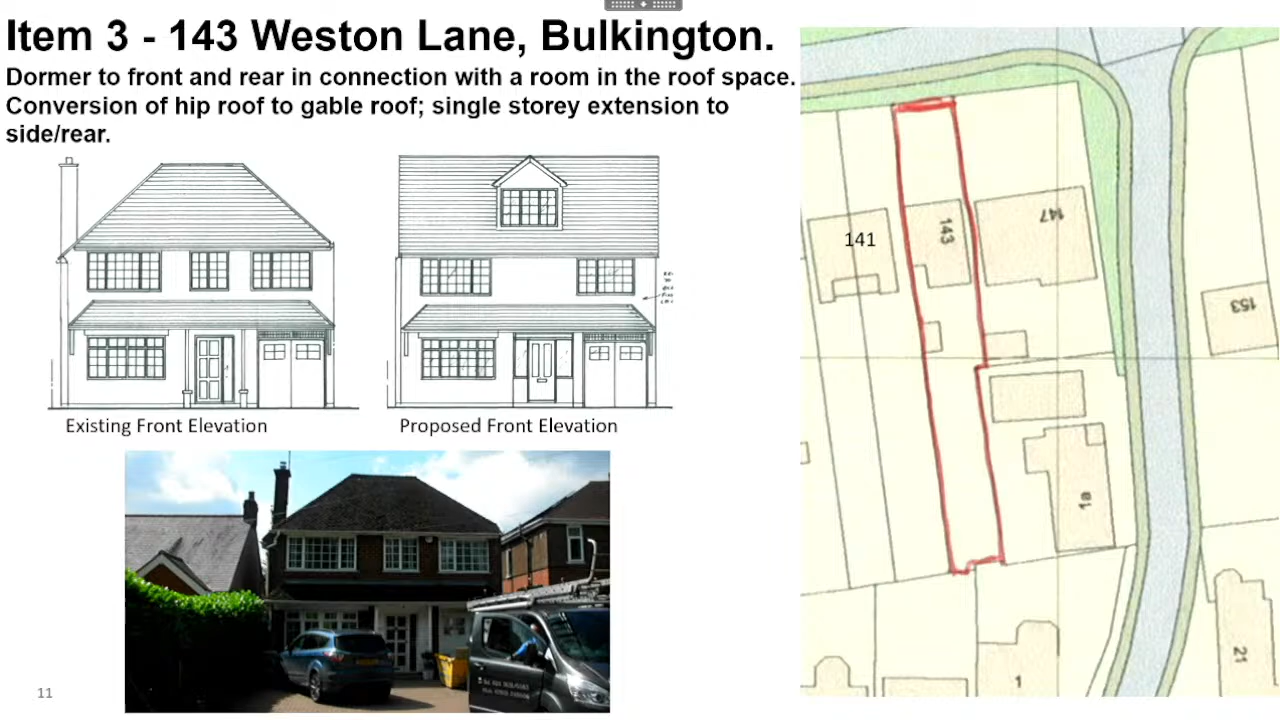 Item 3 - 143 Weston Lane, Bulkington.
Dormer to front and rear in connection with a room in the roof space.
Conversion of hip roof to gable roof; single storey extension to
side/rear.
Existing Front Elevation
Proposed Front Elevation
141
143
147
153
18
1
21
11